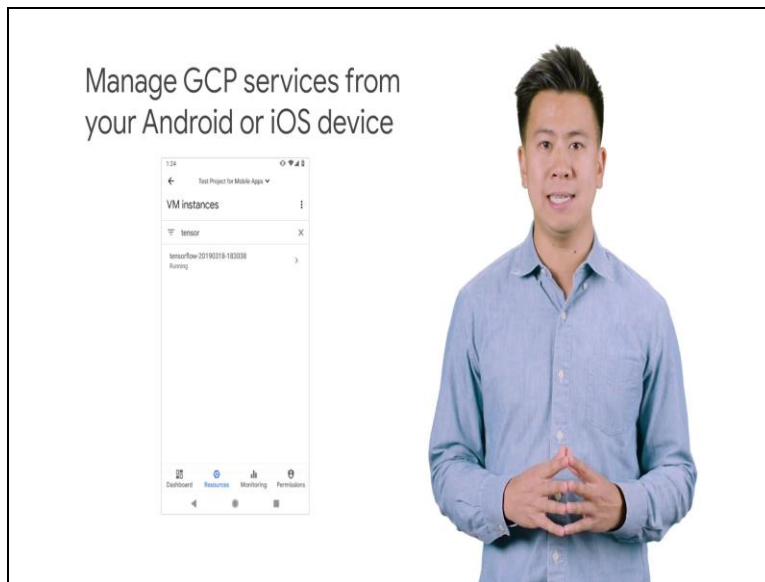 Manage GCP services from
your Android or iOS device
1:24
Test Project for Mobile Apps
VM instances
tensor X
tensorflow-20190318-183038
Running
Dashboard Resources Monitoring Permissions